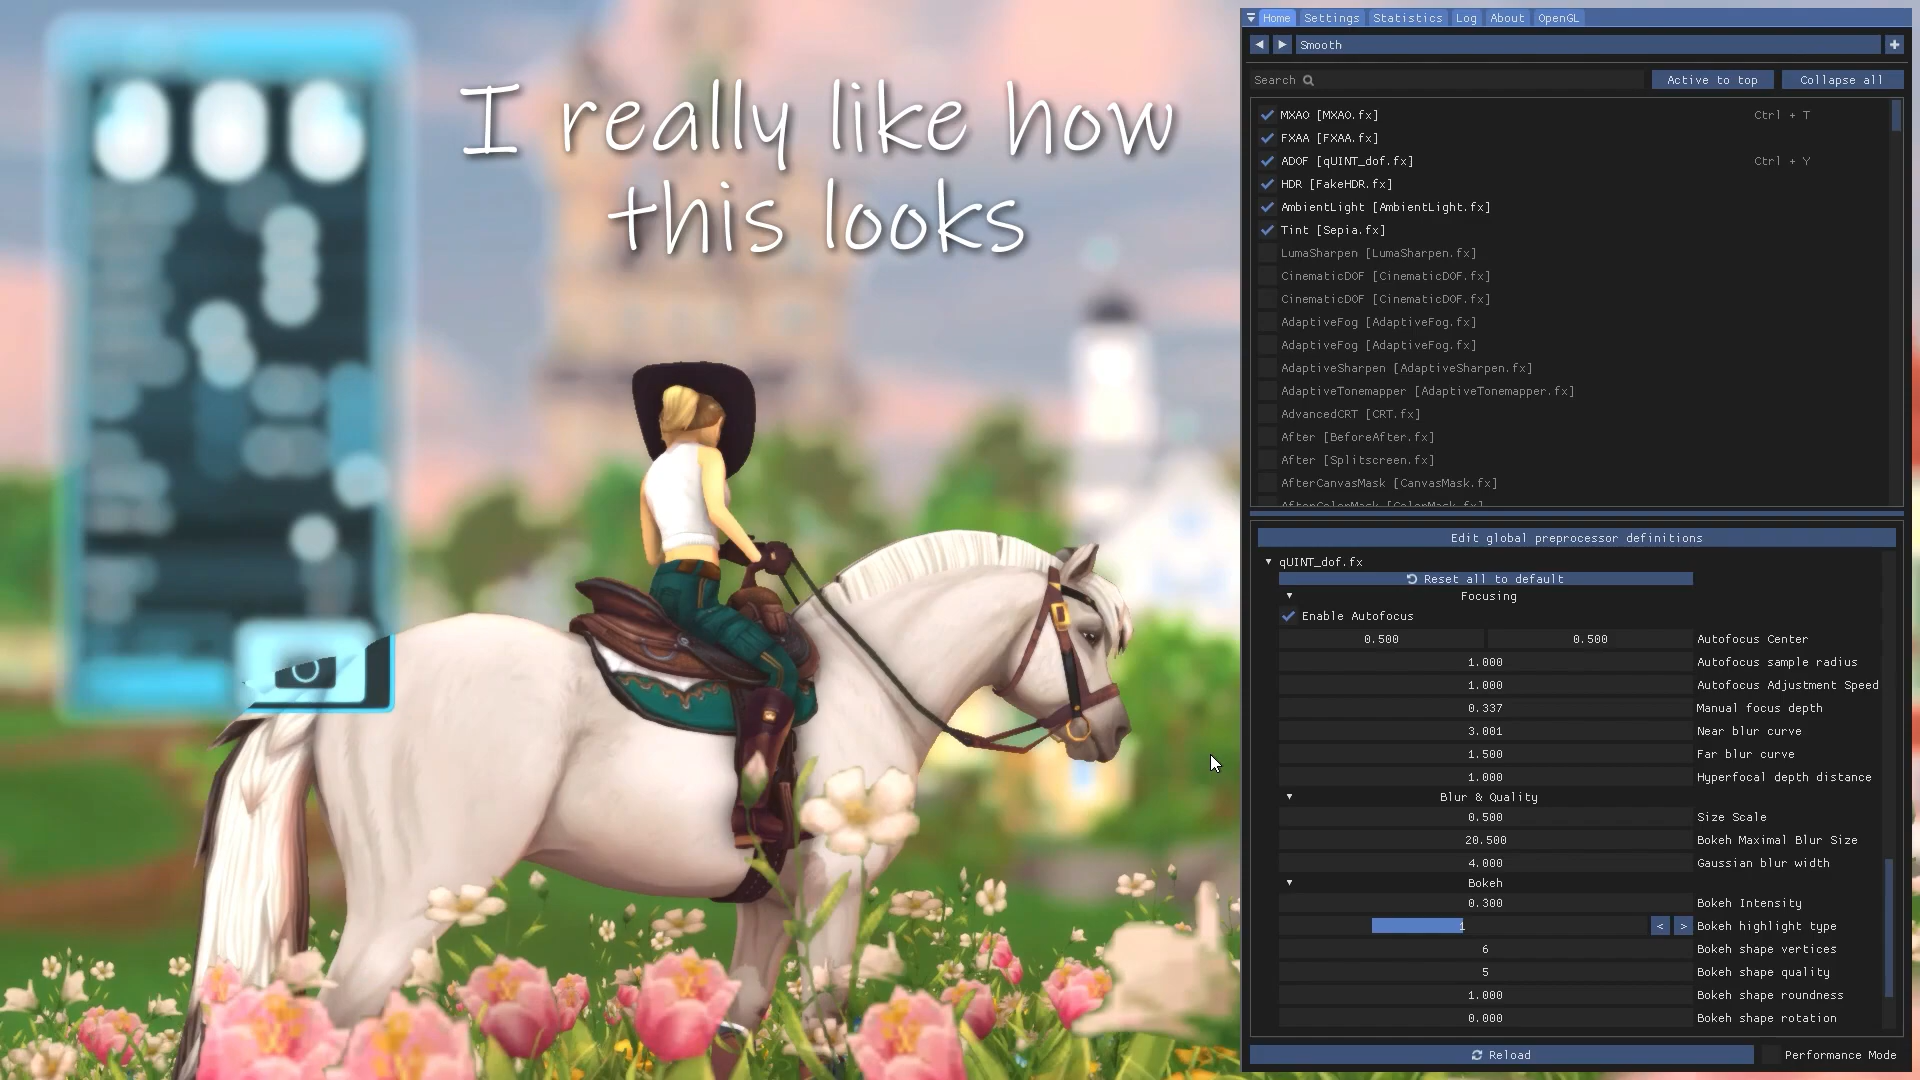 I really like how
this looks
Home Settings Statistics Log About OpenGL
Smooth
Search Active to top Collapse all
MXAO [MXAO.fx] Ctrl + T
FXAA [FXAA.fx]
ADOF [qUINT_dof.fx] Ctrl + Y
HDR [FakeHDR.fx]
AmbientLight [AmbientLight.fx]
Tint [Sepia.fx]
LumaSharpen [LumaSharpen.fx]
CinematicDOF [CinematicDOF.fx]
CinematicDOF [CinematicDOF.fx]
AdaptiveFog [AdaptiveFog.fx]
AdaptiveFog [AdaptiveFog.fx]
AdaptiveSharpen [AdaptiveSharpen.fx]
AdaptiveTonemapper [AdaptiveTonemapper.fx]
AdvancedCRT [CRT.fx]
After [BeforeAfter.fx]
After [Splitscreen.fx]
AfterCanvasMask [CanvasMask.fx]
AfterColorMask [ColorMask.fx]
Edit global preprocessor definitions
qUINT_dof.fx
Reset all to default
Focusing
Enable Autofocus
0.500 0.500 Autofocus Center
1.000 Autofocus sample radius
1.000 Autofocus Adjustment Speed
0.337 Manual focus depth
3.001 Near blur curve
1.500 Far blur curve
1.000 Hyperfocal depth distance
Blur & Quality
0.500 Size Scale
20.500 Bokeh Maximal Blur Size
4.000 Gaussian blur width
Bokeh
0.300 Bokeh Intensity
1 < > Bokeh highlight type
6 Bokeh shape vertices
5 Bokeh shape quality
1.000 Bokeh shape roundness
0.000 Bokeh shape rotation
Reload Performance Mode